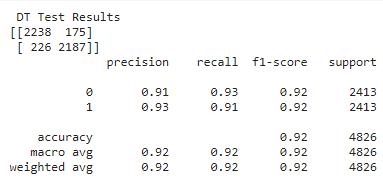 DT Test Results
[[2238  175]
 [ 226 2187]]
              precision    recall  f1-score   support

           0       0.91      0.93      0.92      2413
           1       0.93      0.91      0.92      2413

    accuracy                           0.92      4826
   macro avg       0.92      0.92      0.92      4826
weighted avg       0.92      0.92      0.92      4826